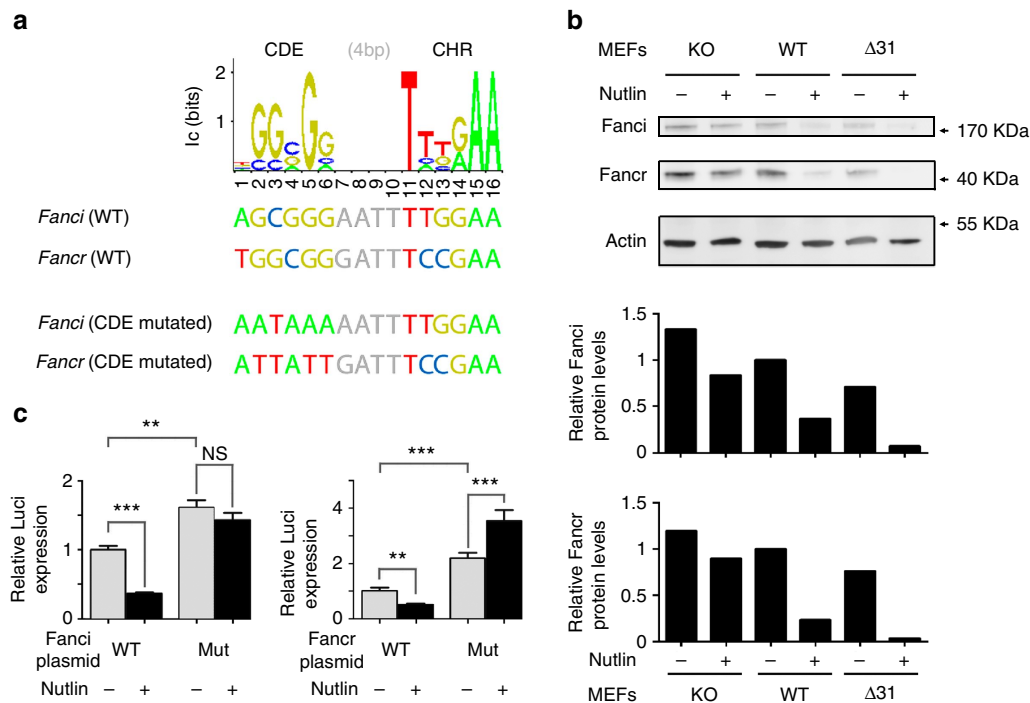 a
CDE (4bp) CHR
Ic (bits)
2
1
1 2 3 4 5 6 7 8 9 10 11 12 13 14 15 16
Fanci (WT) AGCGGGAATTTTGGAA
Fancr (WT) TGGCGGGATTTCCGAA
Fanci (CDE mutated) AATAAAAATTTTGGAA
Fancr (CDE mutated) ATTATTGATTTCCGAA
b
MEFs KO WT Δ31
Nutlin – + – + – +
Fanci 170 KDa
Fancr 40 KDa
55 KDa
Actin
Relative Fanci protein levels
1.5
1
0.5
0
Relative Fancr protein levels
1.5
1
0.5
0
Nutlin – + – + – +
MEFs KO WT Δ31
c
Relative Luci expression
2
1
0
** NS
***
Fanci plasmid WT Mut
Nutlin – + – +
Relative Luci expression
6
4
2
0
***
***
**
Fancr plasmid WT Mut
Nutlin – + – +